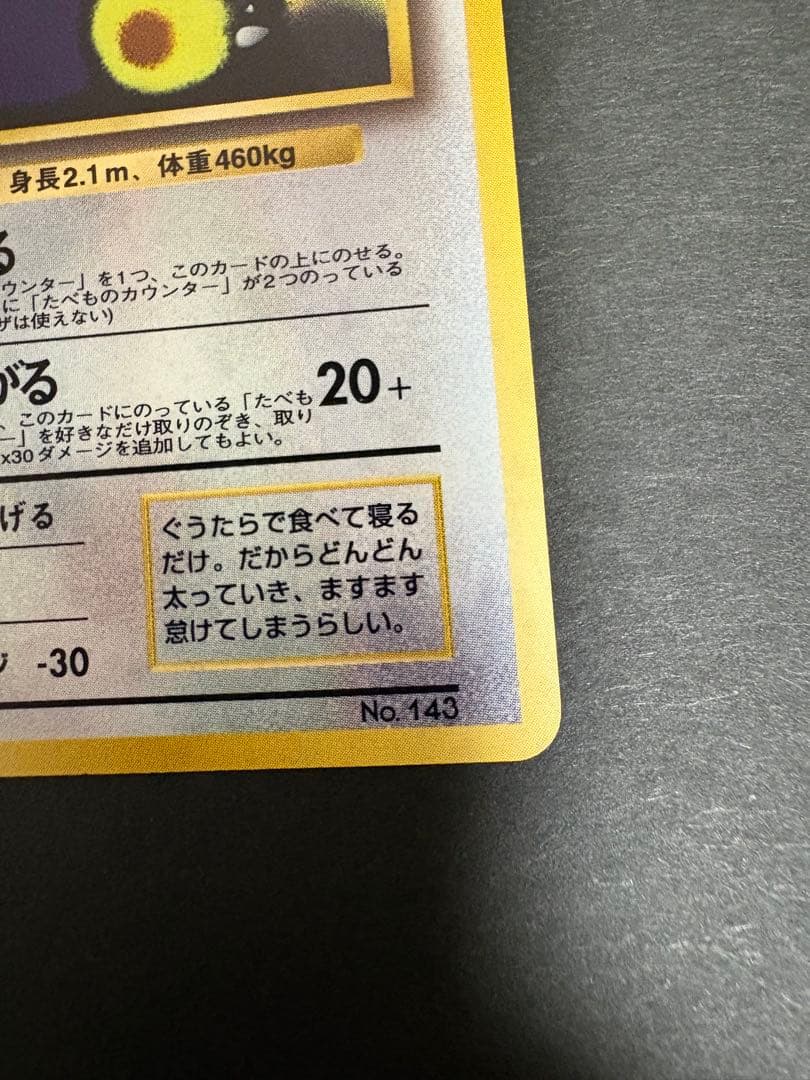 身長2.1m、体重460kg
る
ウンター」を1つ、このカードの上にのせる。
に「たべものカウンター」が2つのっている
ザは使えない)
がる 20+
、このカードにのっている「たべも
ー」を好きなだけ取りのぞき、取り
x30ダメージを追加してもよい。
げる
ぐうたらで食べて寝る
だけ。だからどんどん
太っていき、ますます
怠けてしまうらしい。
-30
No. 143